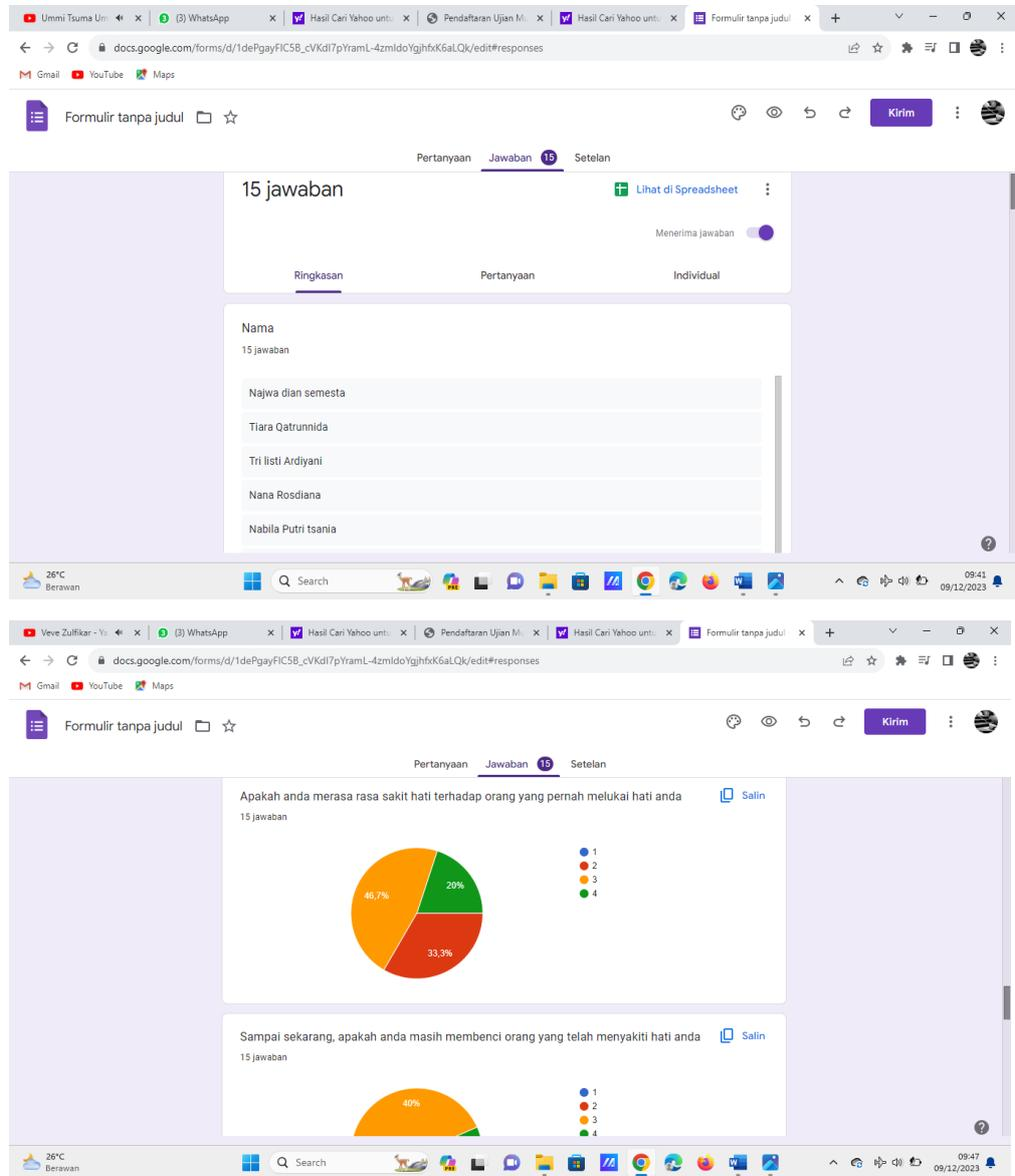 Ummi Tsuma Um
(3) WhatsApp
Hasil Cari Yahoo untu
Pendaftaran Ujian Mu
Hasil Cari Yahoo untu
Formulir tanpa judul
docs.google.com/forms/d/1dePgayFIC5B_cVKdI7pYramL-4zmIdoYgjhfxK6aLQk/edit#responses
Gmail YouTube Maps
Formulir tanpa judul
Kirim
Pertanyaan Jawaban 15 Setelan
15 jawaban
Lihat di Spreadsheet
Menerima jawaban
Ringkasan Pertanyaan Individual
Nama
15 jawaban
Najwa dian semesta
Tiara Qatrunnida
Tri listi Ardiyani
Nana Rosdiana
Nabila Putri tsania
26°C
Berawan
Search
09:41
09/12/2023
Veve Zulfikar - Ya
(3) WhatsApp
Hasil Cari Yahoo untu
Pendaftaran Ujian Mu
Hasil Cari Yahoo untu
Formulir tanpa judul
docs.google.com/forms/d/1dePgayFIC5B_cVKdI7pYramL-4zmIdoYgjhfxK6aLQk/edit#responses
Gmail YouTube Maps
Formulir tanpa judul
Kirim
Pertanyaan Jawaban 15 Setelan
Apakah anda merasa rasa sakit hati terhadap orang yang pernah melukai hati anda
Salin
15 jawaban
1
2
3
4
46,7%
20%
33,3%
Sampai sekarang, apakah anda masih membenci orang yang telah menyakiti hati anda
Salin
15 jawaban
1
2
3
4
40%
26°C
Berawan
Search
09:47
09/12/2023